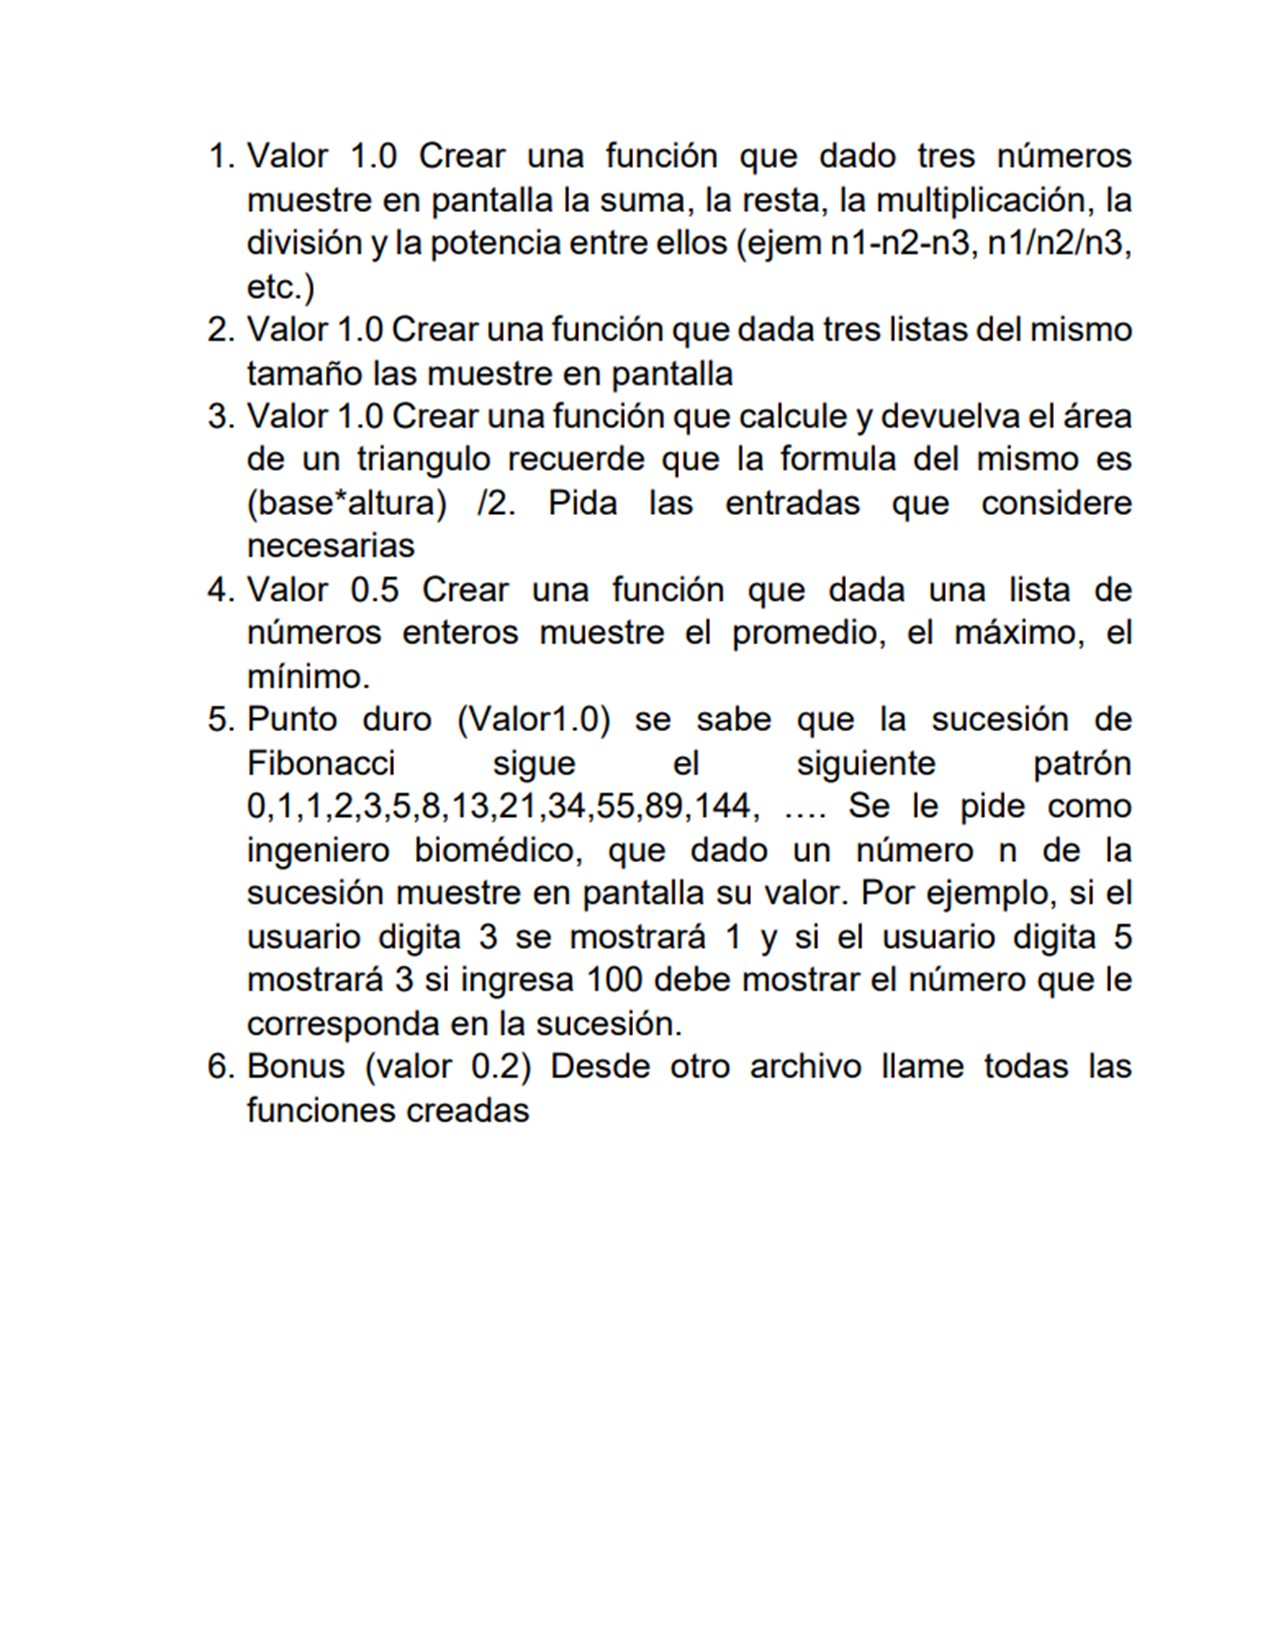 1. Valor 1.0 Crear una función que dado tres números
muestre en pantalla la suma, la resta, la multiplicación, la
división y la potencia entre ellos (ejem n1-n2-n3, n1/n2/n3,
etc.)
2. Valor 1.0 Crear una función que dada tres listas del mismo
tamaño las muestre en pantalla
3. Valor 1.0 Crear una función que calcule y devuelva el área
de un triangulo recuerde que la formula del mismo es
(base*altura) /2. Pida las entradas que considere
necesarias
4. Valor 0.5 Crear una función que dada una lista de
números enteros muestre el promedio, el máximo, el
mínimo.
5. Punto duro (Valor1.0) se sabe que la sucesión de
Fibonacci sigue el siguiente patrón
0,1,1,2,3,5,8,13,21,34,55,89,144, .... Se le pide como
ingeniero biomédico, que dado un número n de la
sucesión muestre en pantalla su valor. Por ejemplo, si el
usuario digita 3 se mostrará 1 y si el usuario digita 5
mostrará 3 si ingresa 100 debe mostrar el número que le
corresponda en la sucesión.
6. Bonus (valor 0.2) Desde otro archivo llame todas las
funciones creadas